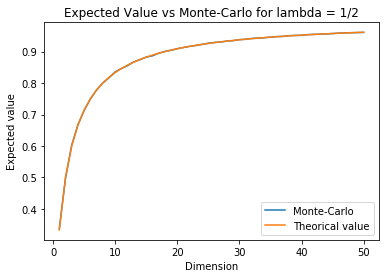 Expected Value vs Monte-Carlo for lambda = 1/2
Expected value
0.9
0.8
0.7
0.6
0.5
0.4
Monte-Carlo
Theorical value
0 10 20 30 40 50
Dimension